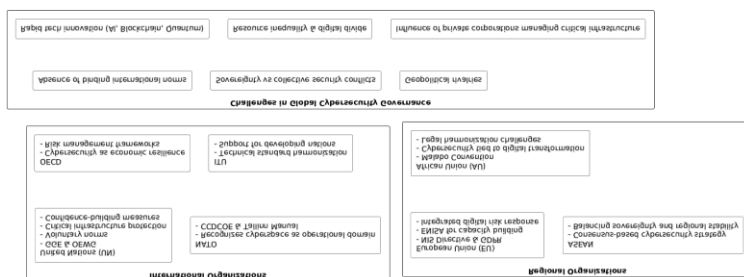 International Organizations
United Nations (UN)
- GGE & OEWG
- Voluntary norms
- Critical infrastructure protection
- Confidence-building measures
NATO
- Recognizes cyberspace as operational domain
- CCDCOE & Tallinn Manual
OECD
- Cybersecurity as economic resilience
- Risk management frameworks
ITU
- Technical standard harmonization
- Support for developing nations
Regional Organizations
European Union (EU)
- NIS Directive & GDPR
- ENISA for capacity building
- Integrated digital risk response
ASEAN
- Consensus-based cybersecurity strategy
- Balancing sovereignty and regional stability
African Union (AU)
- Malabo Convention
- Cybersecurity tied to digital transformation
- Legal harmonization challenges
Challenges in Global Cybersecurity Governance
Absence of binding international norms
Sovereignty vs collective security conflicts
Geopolitical rivalries
Rapid tech innovation (AI, Blockchain, Quantum)
Resource inequality & digital divide
Influence of private corporations managing critical infrastructure